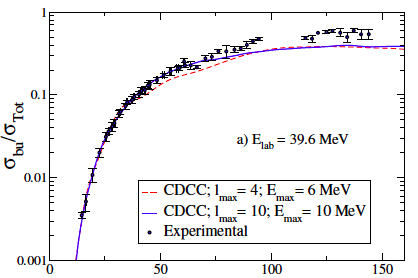 1
0.1
0.01
0.001
σbu/σTot
a) Elab = 39.6 MeV
CDCC; lmax= 4; Emax= 6 MeV
CDCC; lmax= 10; Emax= 10 MeV
Experimental
0 50 100 150